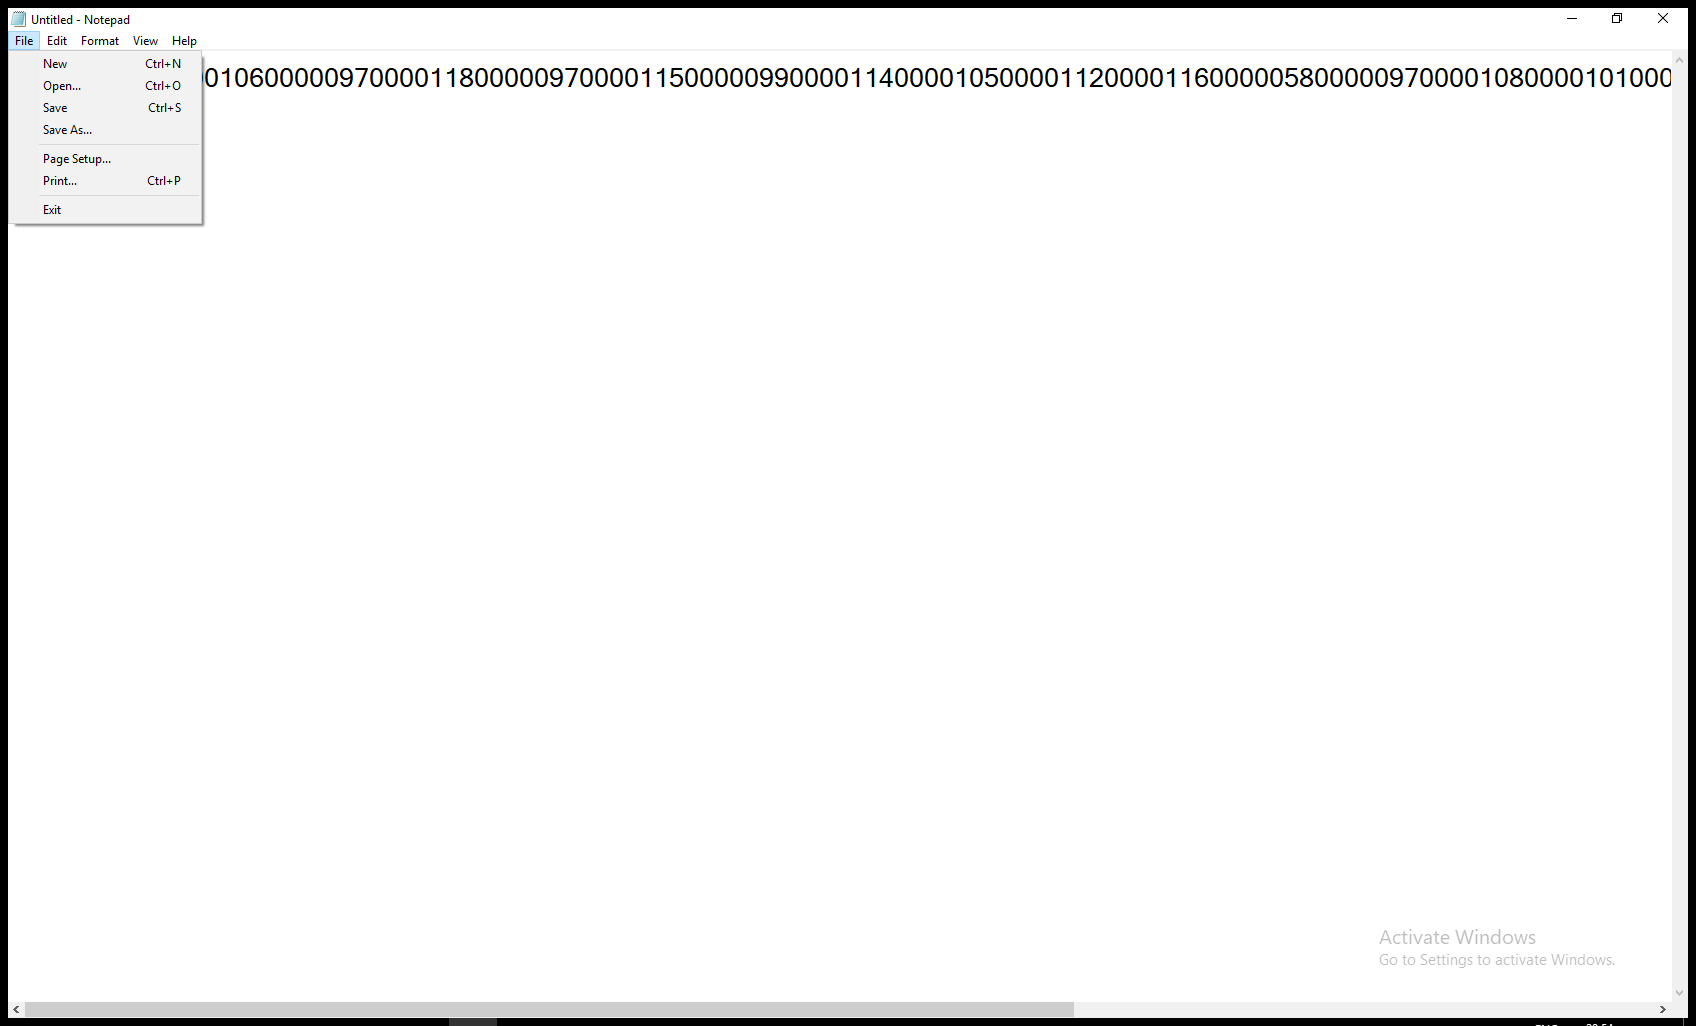 Untitled - Notepad
File Edit Format View Help
New Ctrl+N
Open... Ctrl+O
Save Ctrl+S
Save As...
Page Setup...
Print... Ctrl+P
Exit
01060000097000011800000970000115000009900001140000105000011200001160000058000009700001080000101000
Activate Windows
Go to Settings to activate Windows.